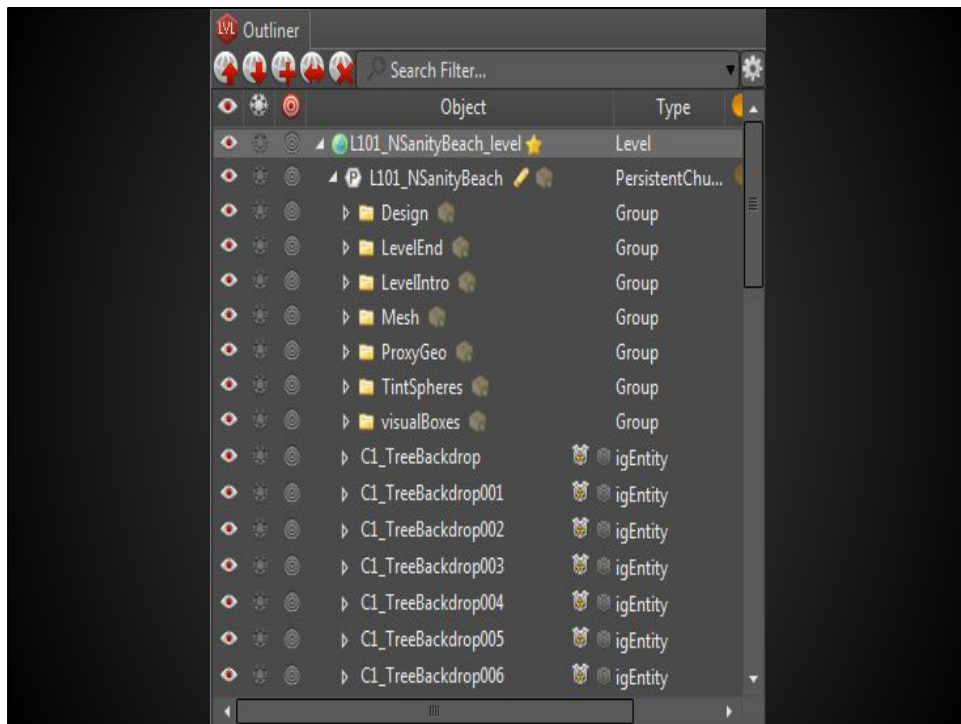 LVL Outliner
Search Filter...
Object Type
L101_NSanityBeach_level Level
P L101_NSanityBeach PersistentChu...
Design Group
LevelEnd Group
LevelIntro Group
Mesh Group
ProxyGeo Group
TintSpheres Group
visualBoxes Group
C1_TreeBackdrop igEntity
C1_TreeBackdrop001 igEntity
C1_TreeBackdrop002 igEntity
C1_TreeBackdrop003 igEntity
C1_TreeBackdrop004 igEntity
C1_TreeBackdrop005 igEntity
C1_TreeBackdrop006 igEntity